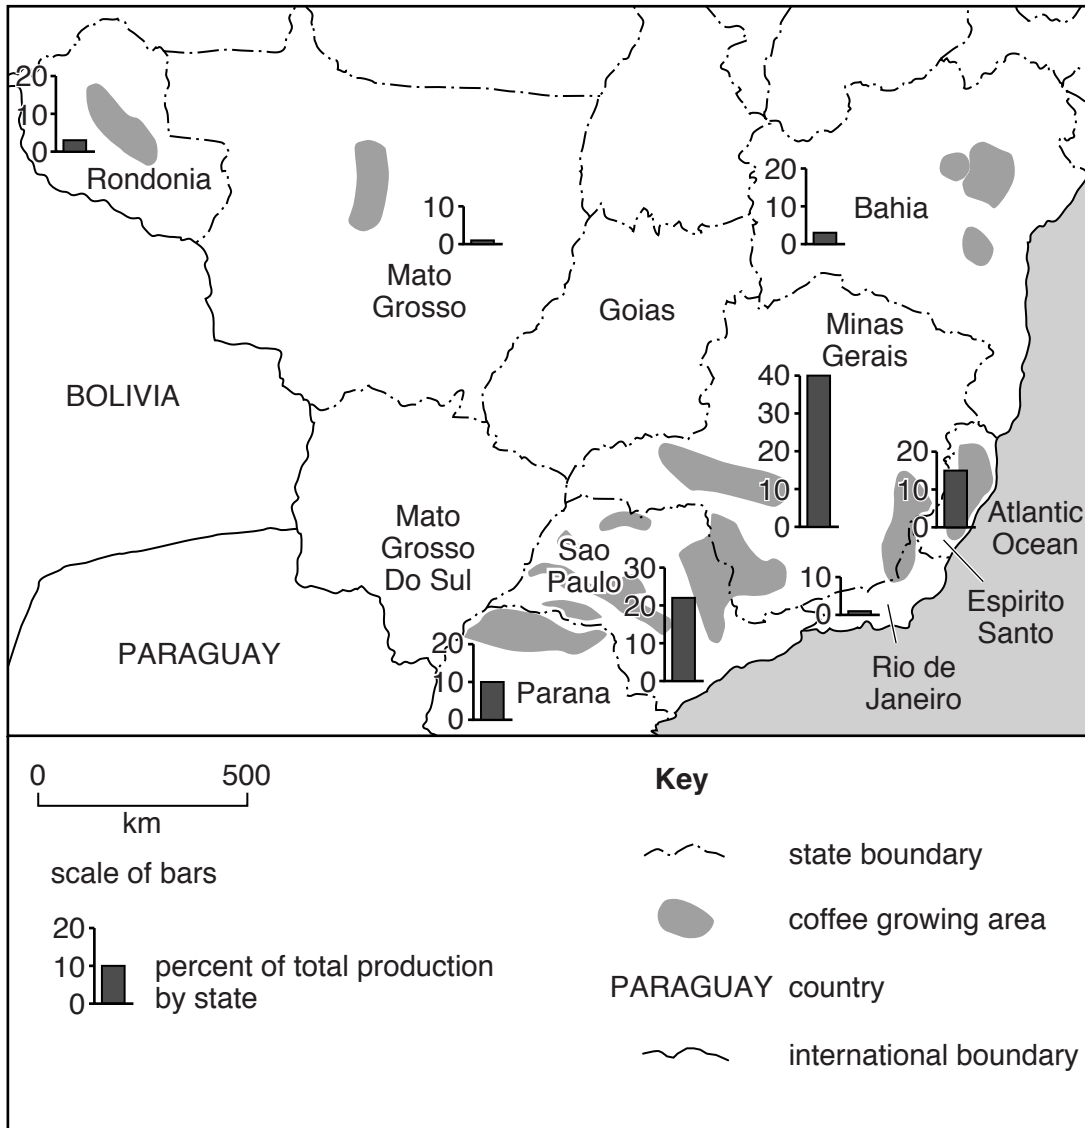 20
10
0
Rondonia
10
0
Mato
Grosso
20
10
0
Bahia
Goias
Minas
Gerais
BOLIVIA
40
30
20
10
0
20
10
0
Atlantic
Ocean
Mato
Grosso
Do Sul
Sao
Paulo
30
20
10
0
10
0
Espirito
Santo
PARAGUAY
20
10
0
Parana
Rio de
Janeiro
0 500
km
scale of bars
20
10
0
percent of total production
by state
Key
state boundary
coffee growing area
PARAGUAY country
international boundary